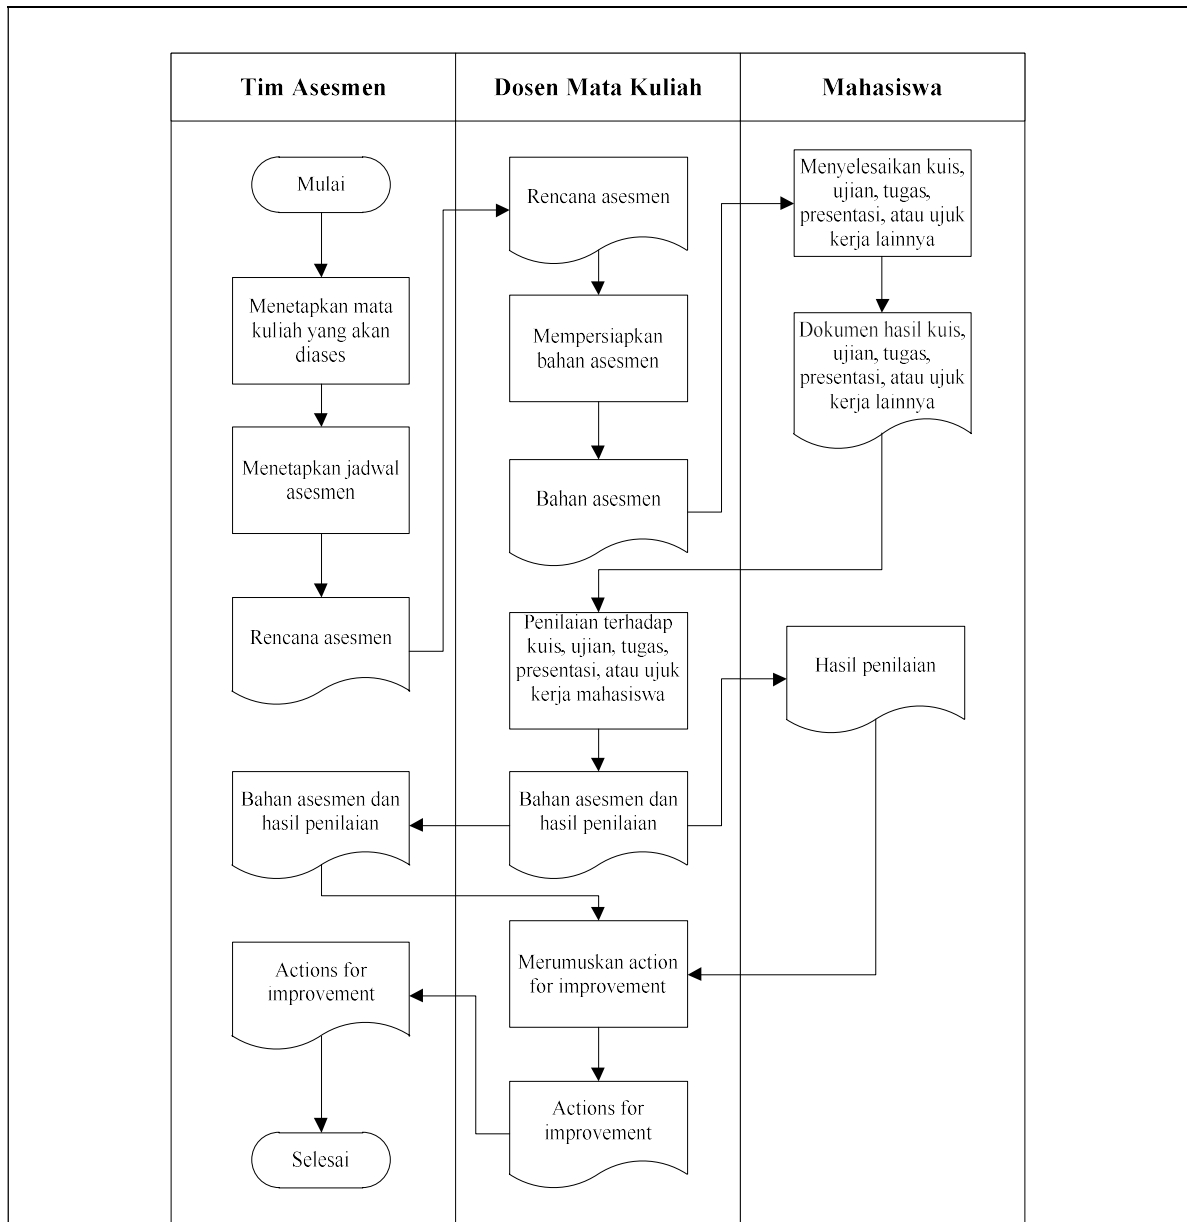 Tim Asesmen
Dosen Mata Kuliah
Mahasiswa
Mulai
Menetapkan mata
kuliah yang akan
diases
Menetapkan jadwal
asesmen
Rencana asesmen
Rencana asesmen
Mempersiapkan
bahan asesmen
Bahan asesmen
Menyelesaikan kuis,
ujian, tugas,
presentasi, atau ujuk
kerja lainnya
Dokumen hasil kuis,
ujian, tugas,
presentasi, atau ujuk
kerja lainnya
Penilaian terhadap
kuis, ujian, tugas,
presentasi, atau ujuk
kerja mahasiswa
Bahan asesmen dan
hasil penilaian
Hasil penilaian
Bahan asesmen dan
hasil penilaian
Merumuskan action
for improvement
Actions for
improvement
Actions for
improvement
Selesai